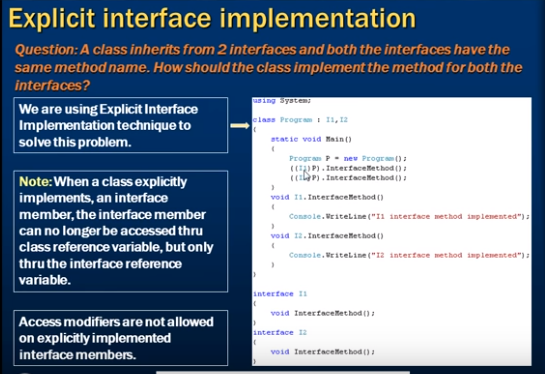 Explicit interface implementation
Question: A class inherits from 2 interfaces and both the interfaces have the
same method name. How should the class implement the method for both the
interfaces?
We are using Explicit Interface
Implementation technique to
solve this problem.
Note: When a class explicitly
implements, an interface
member, the interface member
can no longer be accessed thru
class reference variable, but only
thru the interface reference
variable.
Access modifiers are not allowed
on explicitly implemented
interface members.
using System;
class Program : I1,I2
{
static void Main()
{
Program P = new Program();
((I1)P).InterfaceMethod();
((I2)P).InterfaceMethod();
}
void I1.InterfaceMethod()
{
Console.WriteLine("I1 interface method implemented");
}
void I2.InterfaceMethod()
{
Console.WriteLine("I2 interface method implemented");
}
}
interface I1
{
void InterfaceMethod();
}
interface I2
{
void InterfaceMethod();
}